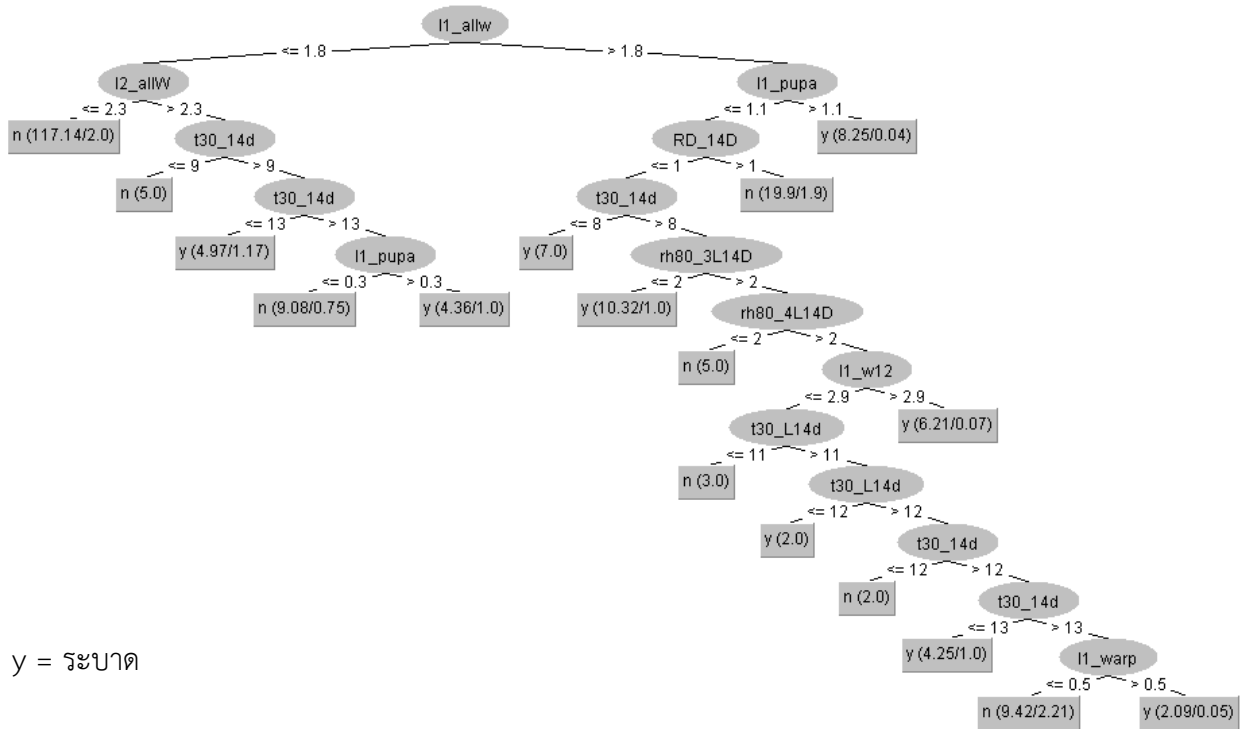 l1_allw
<= 1.8 > 1.8
l2_allW l1_pupa
<= 2.3 > 2.3 <= 1.1 > 1.1
n (117.14/2.0) t30_14d RD_14D y (8.25/0.04)
<= 9 > 9 <= 1 > 1
n (5.0) t30_14d t30_14d n (19.9/1.9)
<= 13 > 13 <= 8 > 8
y (4.97/1.17) l1_pupa y (7.0) rh80_3L14D
<= 0.3 > 0.3 <= 2 > 2
n (9.08/0.75) y (4.36/1.0) y (10.32/1.0) rh80_4L14D
<= 2 > 2
n (5.0) l1_w12
<= 2.9 > 2.9
t30_L14d y (6.21/0.07)
<= 11 > 11
n (3.0) t30_L14d
<= 12 > 12
y (2.0) t30_14d
<= 12 > 12
n (2.0) t30_14d
<= 13 > 13
y = ระบาด y (4.25/1.0) l1_warp
<= 0.5 > 0.5
n (9.42/2.21) y (2.09/0.05)